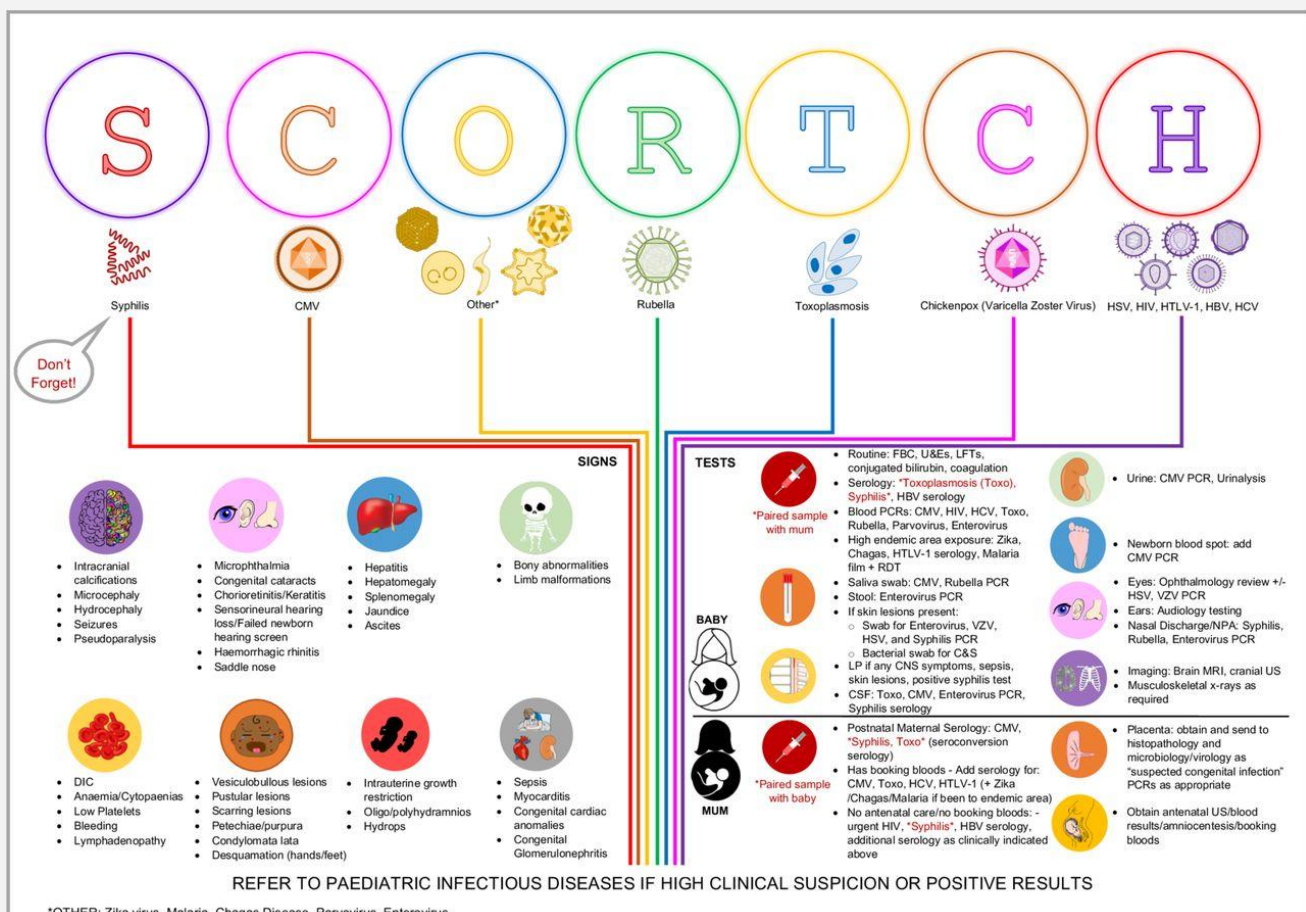 S
C
O
R
T
C
H
Syphilis
CMV
Other*
Rubella
Toxoplasmosis
Chickenpox (Varicella Zoster Virus)
HSV, HIV, HTLV-1, HBV, HCV
Don't
Forget!
SIGNS
• Intracranial
calcifications
• Microcephaly
• Hydrocephaly
• Seizures
• Pseudoparalysis
• Microphthalmia
• Congenital cataracts
• Chorioretinitis/Keratitis
• Sensorineural hearing
loss/Failed newborn
hearing screen
• Haemorrhagic rhinitis
• Saddle nose
• Hepatitis
• Hepatomegaly
• Splenomegaly
• Jaundice
• Ascites
• Bony abnormalities
• Limb malformations
• DIC
• Anaemia/Cytopaenias
• Low Platelets
• Bleeding
• Lymphadenopathy
• Vesiculobullous lesions
• Pustular lesions
• Scarring lesions
• Petechiae/purpura
• Condylomata lata
• Desquamation (hands/feet)
• Intrauterine growth
restriction
• Oligo/polyhydramnios
• Hydrops
• Sepsis
• Myocarditis
• Congenital cardiac
anomalies
• Congenital
Glomerulonephritis
TESTS
BABY
*Paired sample
with mum
• Routine: FBC, U&Es, LFTs,
conjugated bilirubin, coagulation
• Serology: *Toxoplasmosis (Toxo),
Syphilis*, HBV serology
• Blood PCRs: CMV, HIV, HCV, Toxo,
Rubella, Parvovirus, Enterovirus
• High endemic area exposure: Zika,
Chagas, HTLV-1 serology, Malaria
film + RDT
• Saliva swab: CMV, Rubella PCR
• Stool: Enterovirus PCR
• If skin lesions present:
○ Swab for Enterovirus, VZV,
HSV, and Syphilis PCR
○ Bacterial swab for C&S
• LP if any CNS symptoms, sepsis,
skin lesions, positive syphilis test
• CSF: Toxo, CMV, Enterovirus PCR,
Syphilis serology
• Urine: CMV PCR, Urinalysis
• Newborn blood spot: add
CMV PCR
• Eyes: Ophthalmology review +/-
HSV, VZV PCR
• Ears: Audiology testing
• Nasal Discharge/NPA: Syphilis,
Rubella, Enterovirus PCR
• Imaging: Brain MRI, cranial US
• Musculoskeletal x-rays as
required
MUM
*Paired sample
with baby
• Postnatal Maternal Serology: CMV,
*Syphilis, Toxo* (seroconversion
serology)
• Has booking bloods - Add serology for:
CMV, Toxo, HCV, HTLV-1 (+ Zika
/Chagas/Malaria if been to endemic area)
• No antenatal care/no booking bloods: -
urgent HIV, *Syphilis*, HBV serology,
additional serology as clinically indicated
above
• Placenta: obtain and send to
histopathology and
microbiology/virology as
"suspected congenital infection"
PCRs as appropriate
• Obtain antenatal US/blood
results/amniocentesis/booking
bloods
REFER TO PAEDIATRIC INFECTIOUS DISEASES IF HIGH CLINICAL SUSPICION OR POSITIVE RESULTS
*OTHER: Zika virus, Malaria, Chagas Disease, Parvovirus, Enterovirus